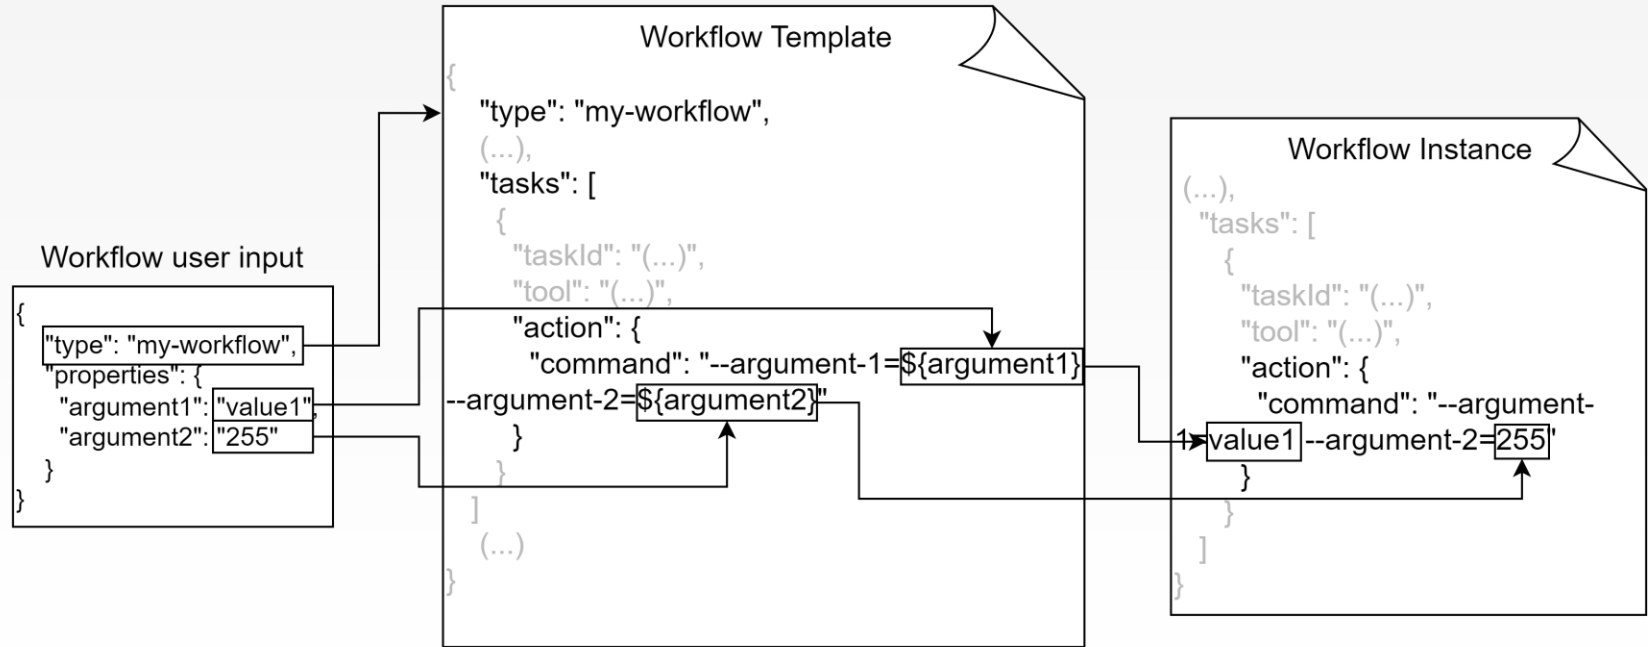 Workflow user input
{
"type": "my-workflow",
"properties": {
"argument1": "value1",
"argument2": "255"
}
}
Workflow Template
{
"type": "my-workflow",
(...),
"tasks": [
{
"taskId": "(...)",
"tool": "(...)",
"action": {
"command": "--argument-1=${argument1}
--argument-2=${argument2}"
}
}
]
(...)
}
Workflow Instance
(...),
"tasks": [
{
"taskId": "(...)",
"tool": "(...)",
"action": {
"command": "--argument-
1=value1 --argument-2=255"
}
}
]
}